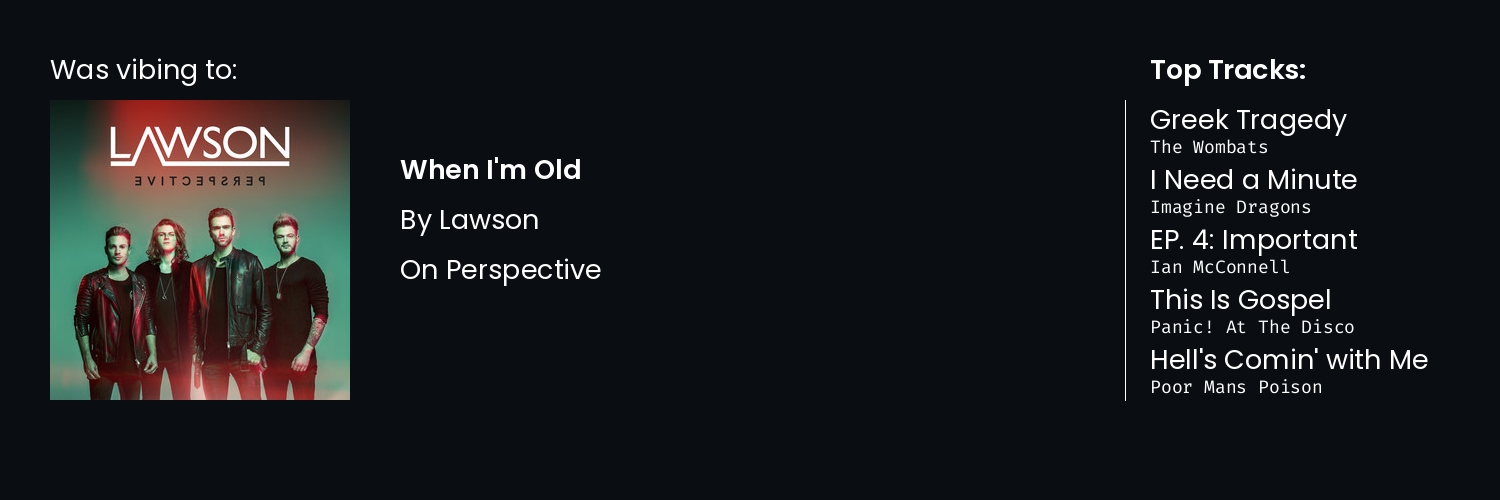 Was vibing to:
LAWSON
PERSPECTIVE
When I'm Old
By Lawson
On Perspective
Top Tracks:
Greek Tragedy
The Wombats
I Need a Minute
Imagine Dragons
EP. 4: Important
Ian McConnell
This Is Gospel
Panic! At The Disco
Hell's Comin' with Me
Poor Mans Poison